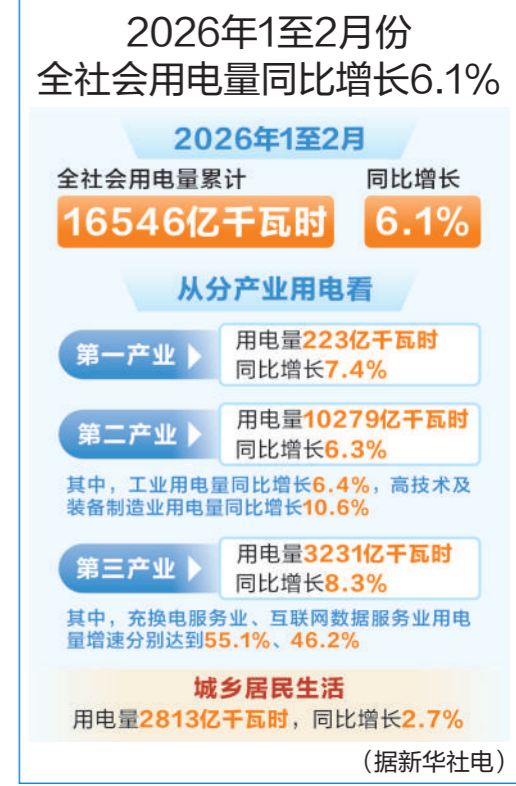 2026年1至2月份
全社会用电量同比增长6.1%
2026年1至2月
全社会用电量累计
同比增长
16546亿千瓦时
6.1%
从分产业用电看
第一产业
用电量223亿千瓦时
同比增长7.4%
第二产业
用电量10279亿千瓦时
同比增长6.3%
其中，工业用电量同比增长6.4%，高技术及
装备制造业用电量同比增长10.6%
第三产业
用电量3231亿千瓦时
同比增长8.3%
其中，充换电服务业、互联网数据服务业用电
量增速分别达到55.1%、46.2%
城乡居民生活
用电量2813亿千瓦时，同比增长2.7%
（据新华社电）